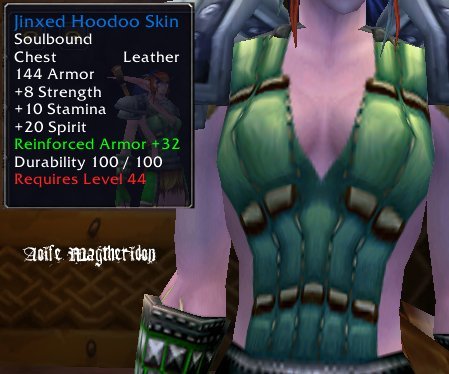 Jinxed Hoodoo Skin
Soulbound
Chest Leather
144 Armor
+8 Strength
+10 Stamina
+20 Spirit
Reinforced Armor +32
Durability 100 / 100
Requires Level 44
Aoife Magtheridon